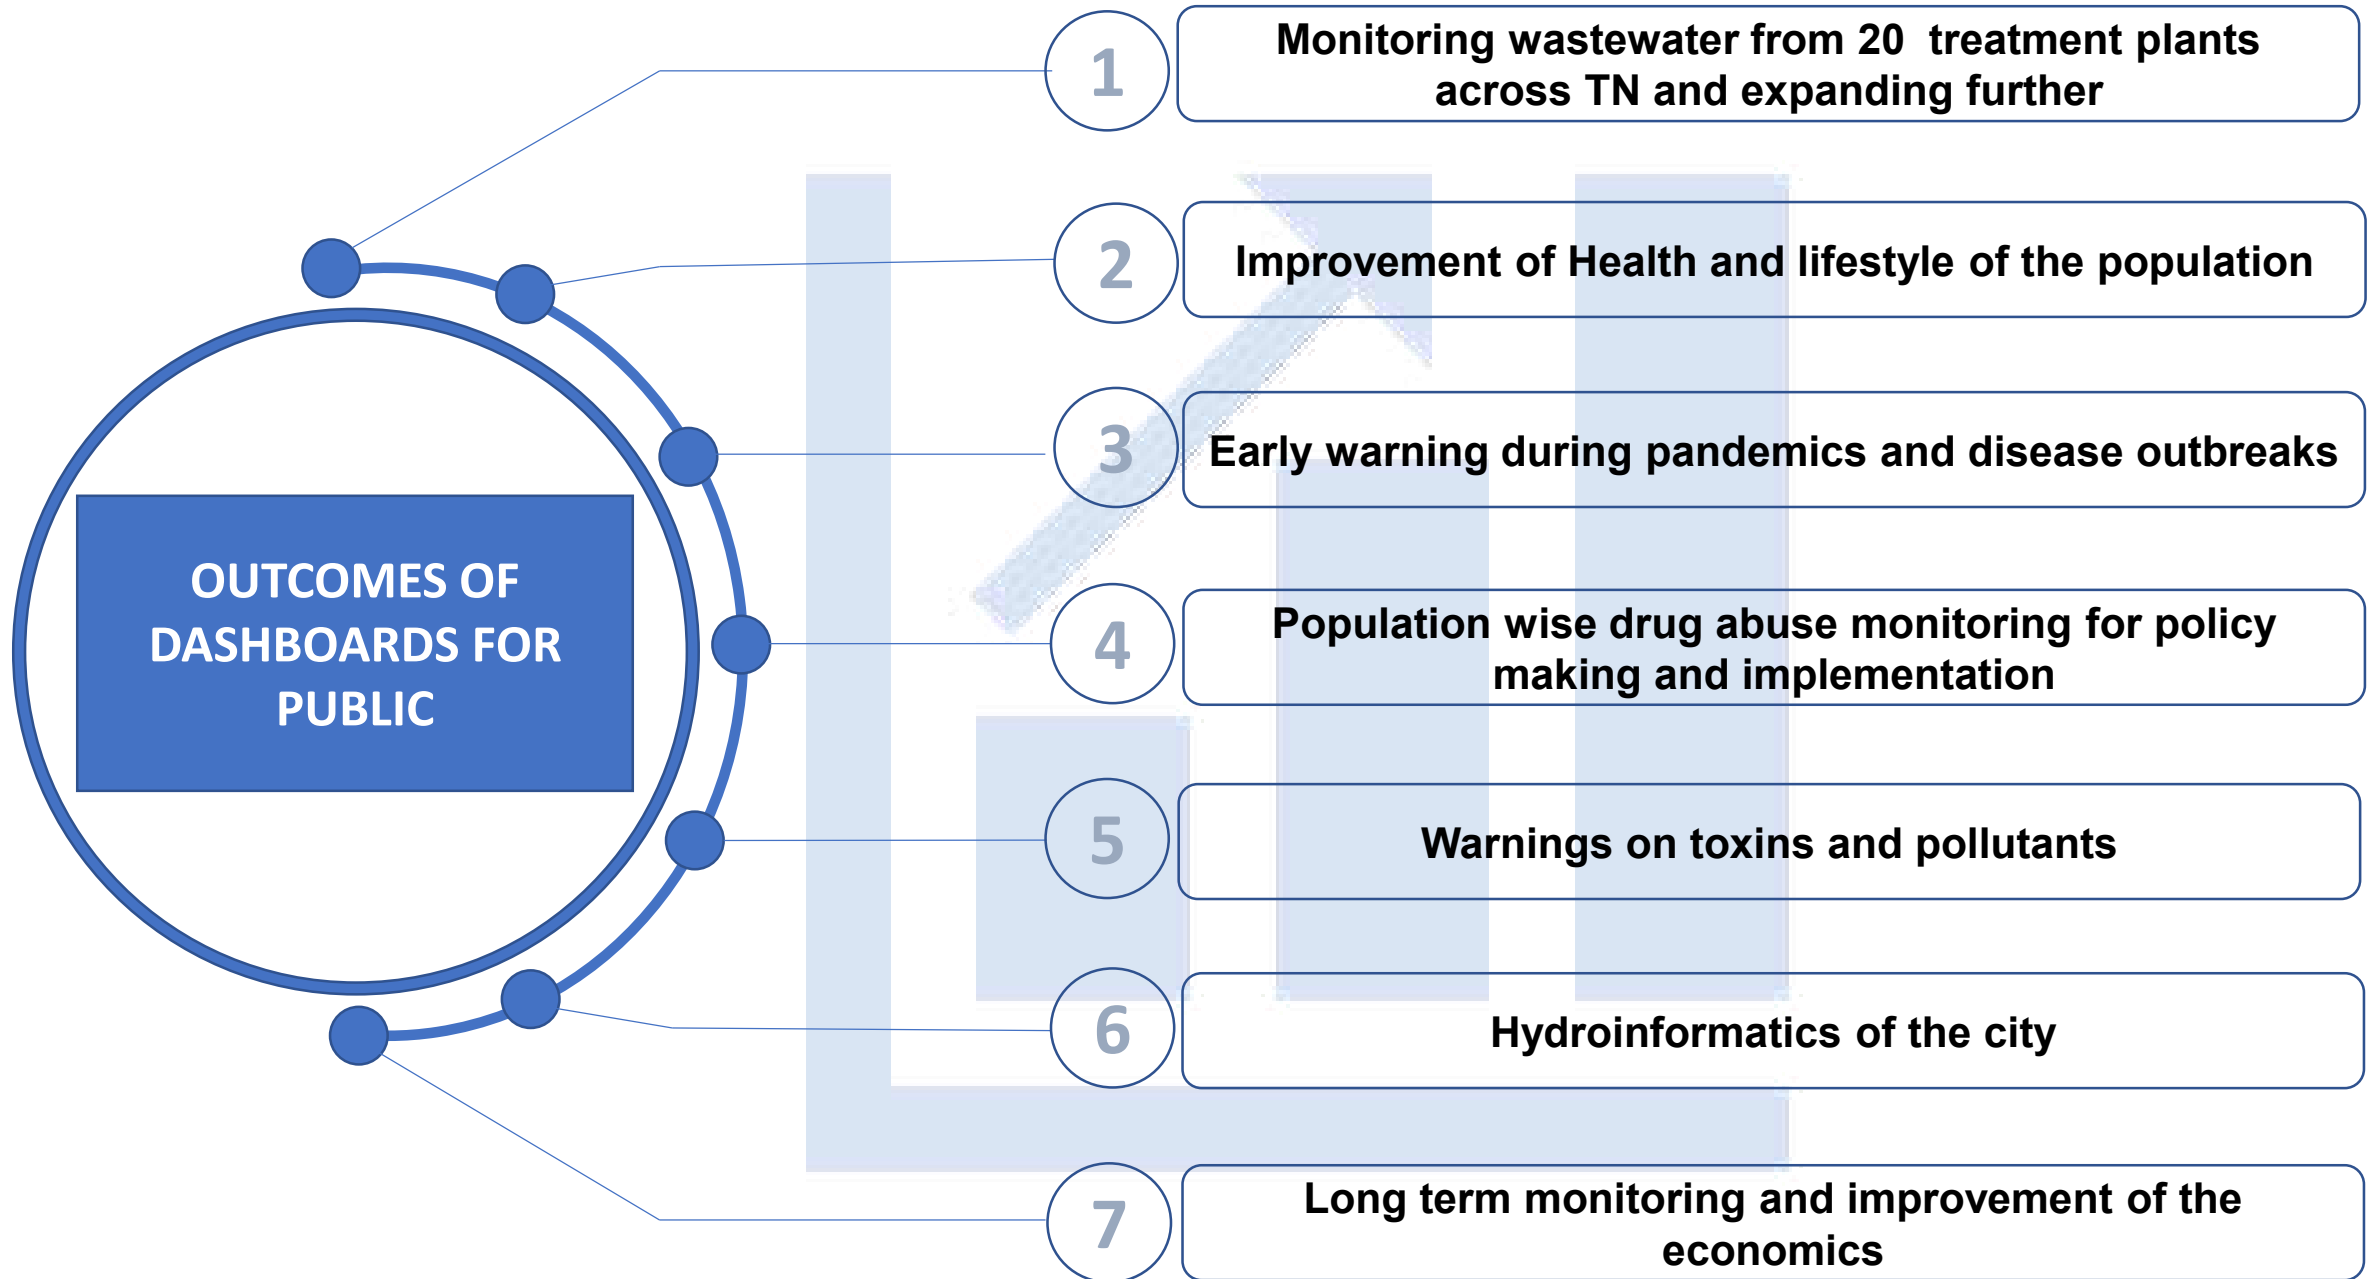 OUTCOMES OF
DASHBOARDS FOR
PUBLIC
1
Monitoring wastewater from 20 treatment plants
across TN and expanding further
2
Improvement of Health and lifestyle of the population
3
Early warning during pandemics and disease outbreaks
4
Population wise drug abuse monitoring for policy
making and implementation
5
Warnings on toxins and pollutants
6
Hydroinformatics of the city
7
Long term monitoring and improvement of the
economics